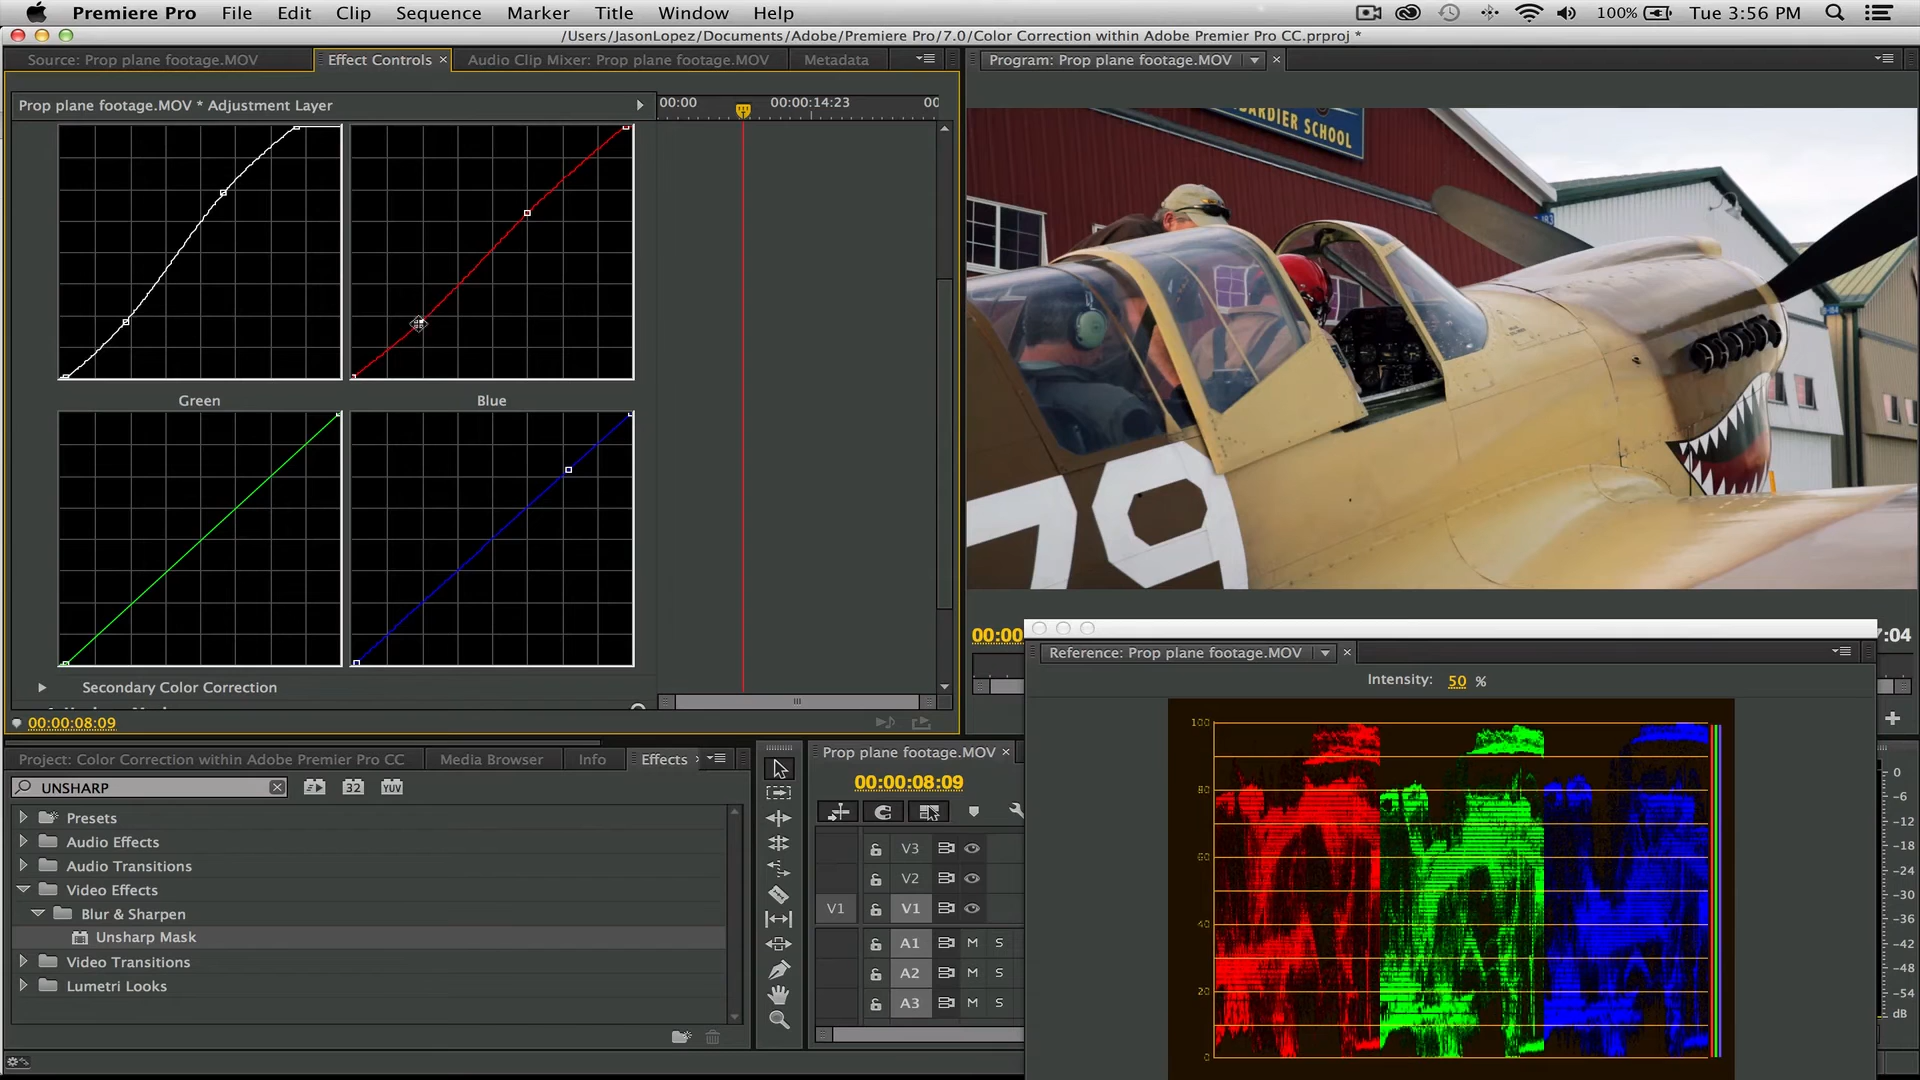 Premiere Pro File Edit Clip Sequence Marker Title Window Help 100% Tue 3:56 PM
/Users/JasonLopez/Documents/Adobe/Premiere Pro/7.0/Color Correction within Adobe Premier Pro CC.prproj *
Source: Prop plane footage.MOV Effect Controls × Audio Clip Mixer: Prop plane footage.MOV Metadata Program: Prop plane footage.MOV ×
Prop plane footage.MOV * Adjustment Layer
00:00 00:00:14:23 00
BARDIER SCHOOL
79
Green Blue
Secondary Color Correction
00:00:08:09
00:00 7:04
Reference: Prop plane footage.MOV ×
Intensity: 50 %
100
80
60
40
20
0
Project: Color Correction within Adobe Premier Pro CC Media Browser Info Effects
UNSHARP 32 YUV
Presets
Audio Effects
Audio Transitions
Video Effects
Blur & Sharpen
Unsharp Mask
Video Transitions
Lumetri Looks
Prop plane footage.MOV ×
00:00:08:09
V3
V2
V1 V1
A1 M S
A2 M S
A3 M S
0
-6
-12
-18
-24
-30
-36
-42
-48
-54
dB